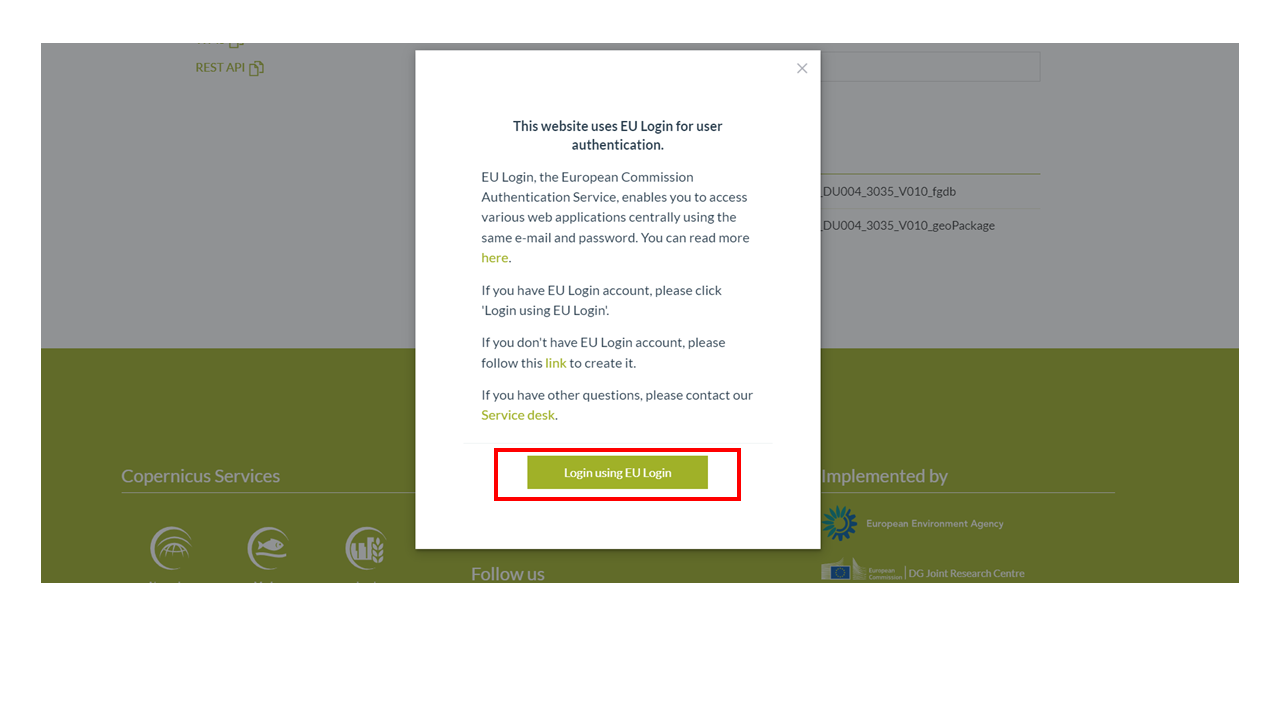 REST API
This website uses EU Login for user
authentication.
EU Login, the European Commission
Authentication Service, enables you to access
various web applications centrally using the
same e-mail and password. You can read more
here.
If you have EU Login account, please click
'Login using EU Login'.
If you don't have EU Login account, please
follow this link to create it.
If you have other questions, please contact our
Service desk.
Login using EU Login
_DU004_3035_V010_fgdb
_DU004_3035_V010_geoPackage
Copernicus Services
Follow us
Implemented by
European Environment Agency
European
Commission
DG Joint Research Centre